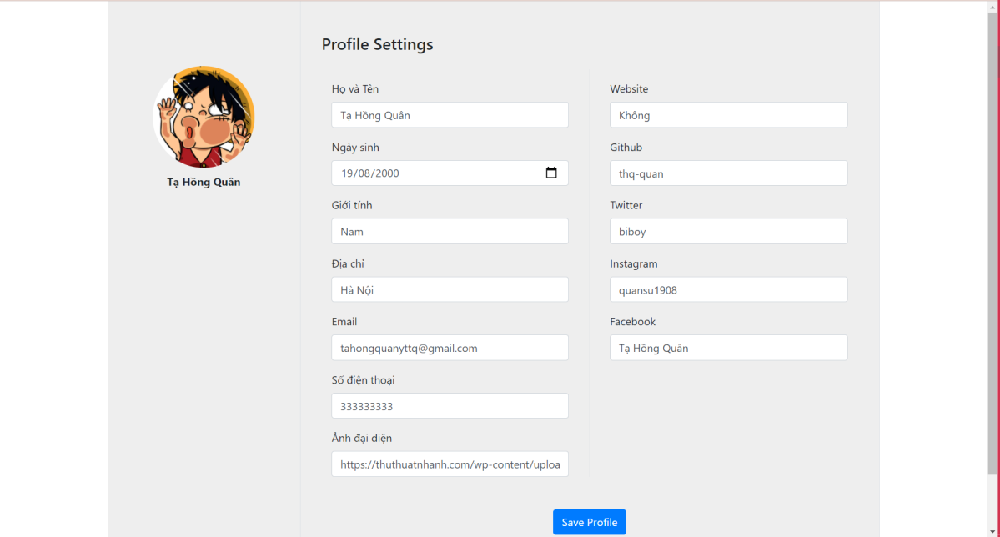 Tạ Hồng Quân
Profile Settings
Họ và Tên
Tạ Hồng Quân
Ngày sinh
19/08/2000
Giới tính
Nam
Địa chỉ
Hà Nội
Email
tahongquanyttq@gmail.com
Số điện thoại
333333333
Ảnh đại diện
https://thuthuatnhanh.com/wp-content/uploa
Website
Không
Github
thq-quan
Twitter
biboy
Instagram
quansu1908
Facebook
Tạ Hồng Quân
Save Profile